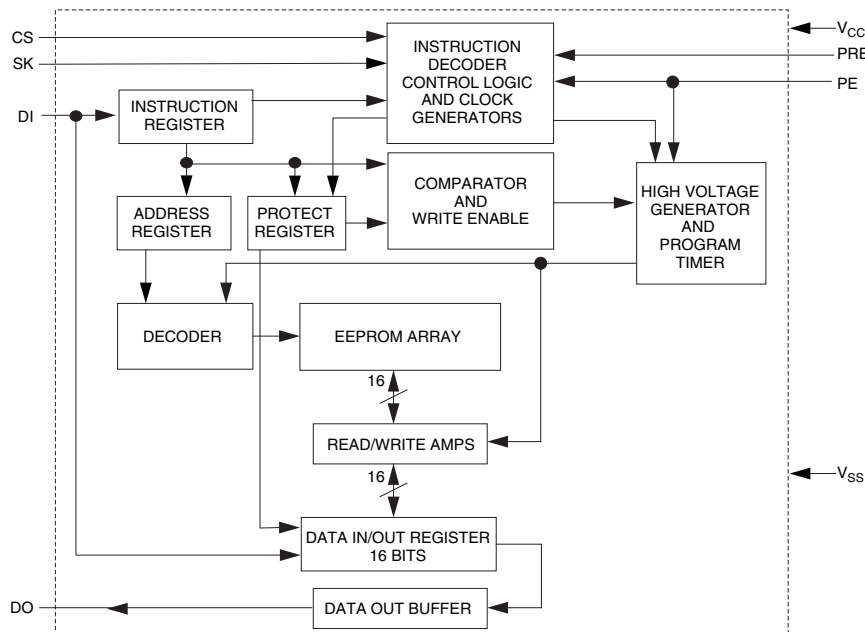 CS
SK
DI
INSTRUCTION
DECODER
CONTROL LOGIC
AND CLOCK
GENERATORS
VCC
PRE
PE
INSTRUCTION
REGISTER
ADDRESS
REGISTER
PROTECT
REGISTER
COMPARATOR
AND
WRITE ENABLE
HIGH VOLTAGE
GENERATOR
AND
PROGRAM
TIMER
DECODER
EEPROM ARRAY
16
READ/WRITE AMPS
16
VSS
DATA IN/OUT REGISTER
16 BITS
DO
DATA OUT BUFFER